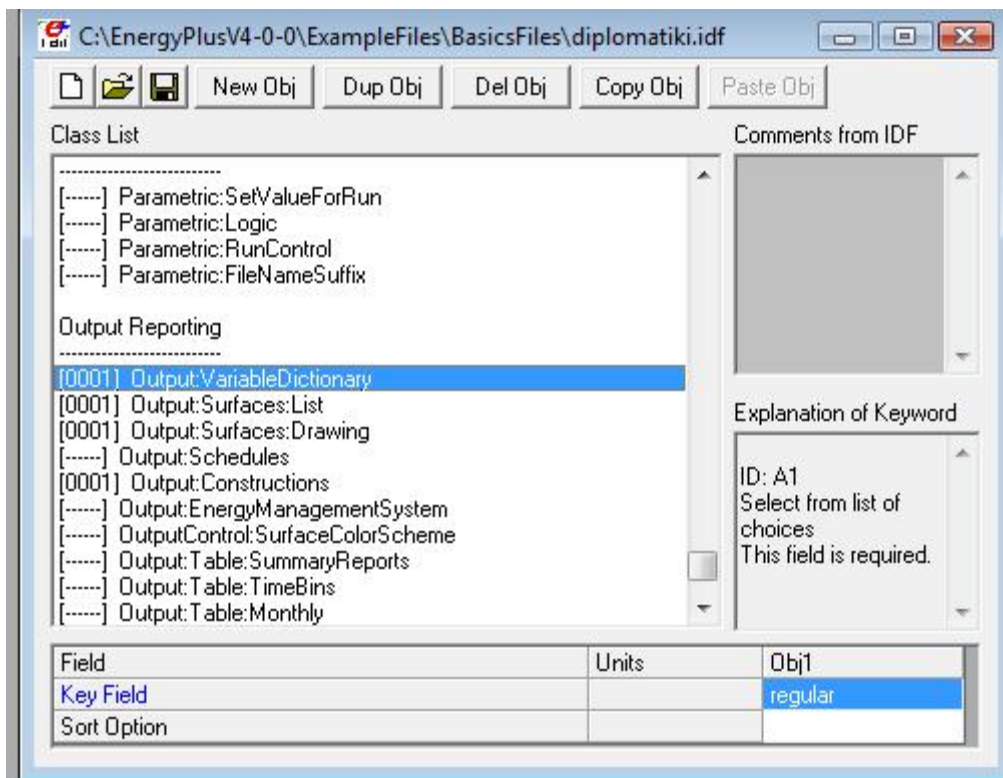 C:\EnergyPlusV4-0-0\ExampleFiles\BasicsFiles\diplomatiki.idf
New Obj Dup Obj Del Obj Copy Obj Paste Obj
Class List
---------------------------
[------] Parametric:SetValueForRun
[------] Parametric:Logic
[------] Parametric:RunControl
[------] Parametric:FileNameSuffix
Output Reporting
---------------------------
[0001] Output:VariableDictionary
[0001] Output:Surfaces:List
[0001] Output:Surfaces:Drawing
[------] Output:Schedules
[0001] Output:Constructions
[------] Output:EnergyManagementSystem
[------] OutputControl:SurfaceColorScheme
[------] Output:Table:SummaryReports
[------] Output:Table:TimeBins
[------] Output:Table:Monthly
Comments from IDF
Explanation of Keyword
ID: A1
Select from list of
choices
This field is required.
Field Units Obj1
Key Field regular
Sort Option